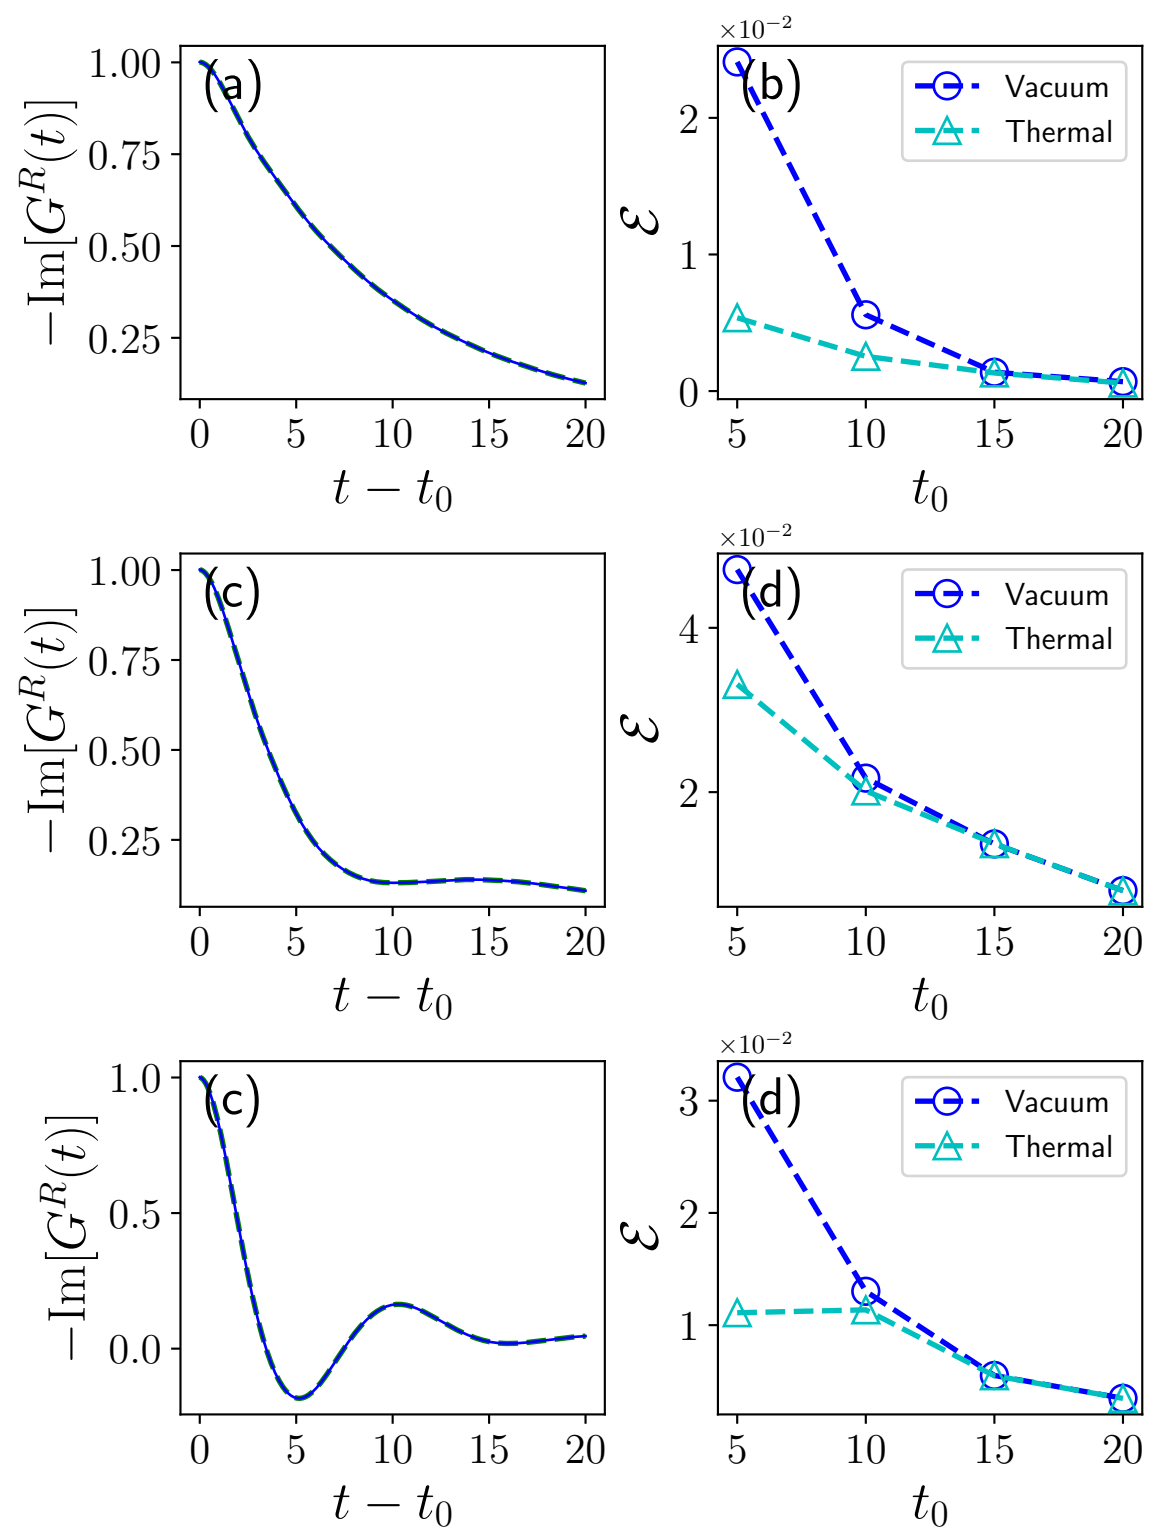 (a)
1.00
0.75
0.50
0.25
−Im[G^R(t)]
0 5 10 15 20
t − t_0
×10^{−2}
(b)
Vacuum
Thermal
2
1
0
ℰ
5 10 15 20
t_0
(c)
1.00
0.75
0.50
0.25
−Im[G^R(t)]
0 5 10 15 20
t − t_0
×10^{−2}
(d)
Vacuum
Thermal
4
2
ℰ
5 10 15 20
t_0
(c)
1.0
0.5
0.0
−Im[G^R(t)]
0 5 10 15 20
t − t_0
×10^{−2}
(d)
Vacuum
Thermal
3
2
1
ℰ
5 10 15 20
t_0